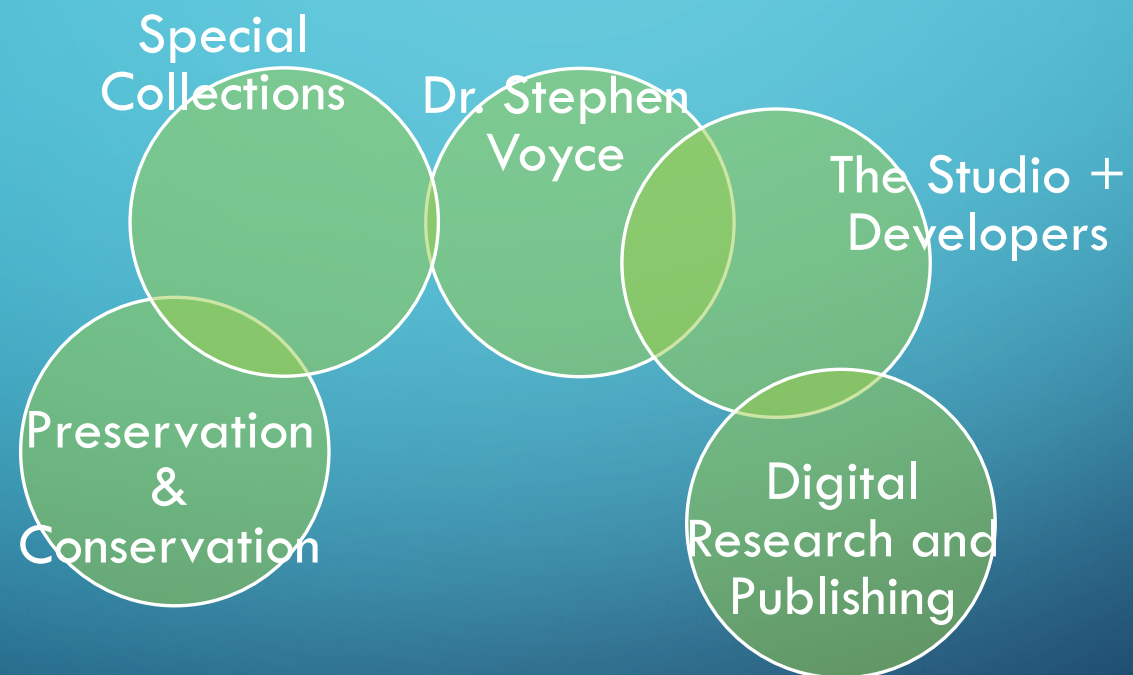 Special
Collections
Dr. Stephen
Voyce
The Studio +
Developers
Preservation
&
Conservation
Digital
Research and
Publishing